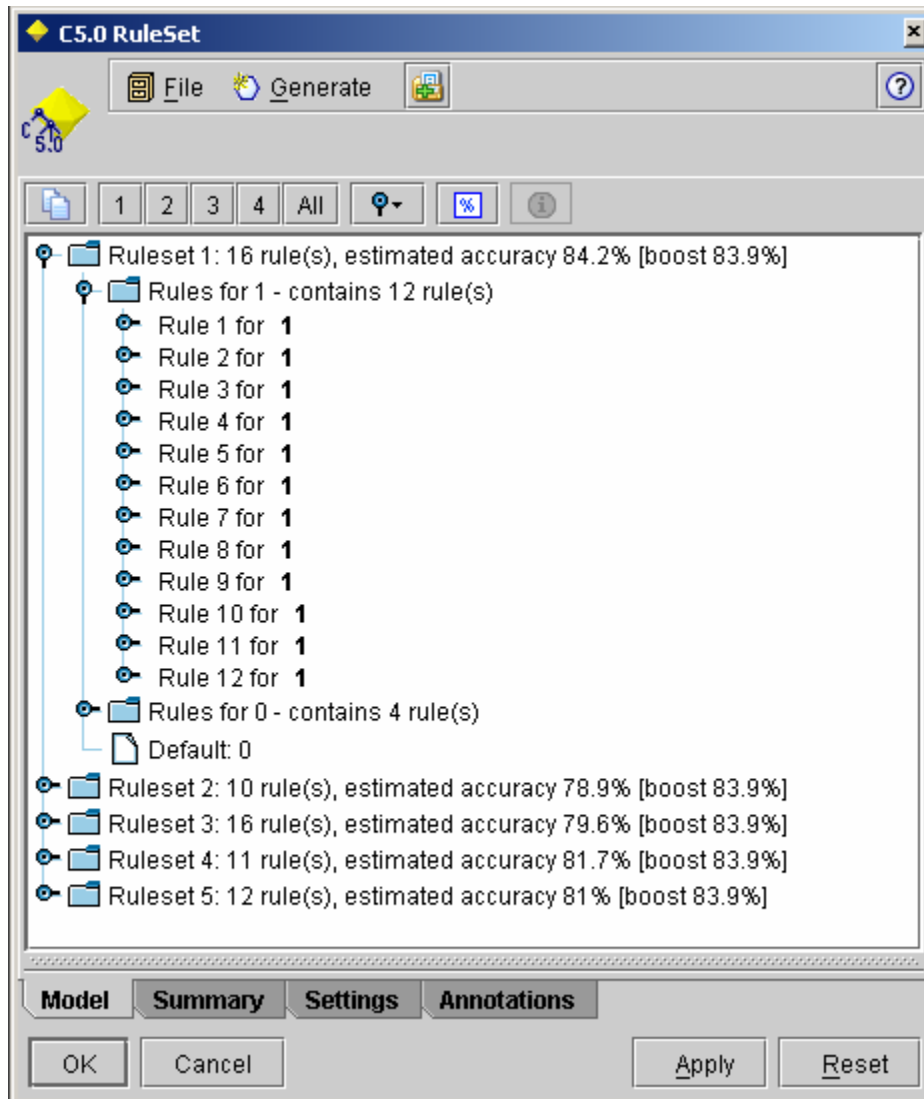 C5.0 RuleSet
File Generate
C 5.0
1 2 3 4 All %
Ruleset 1: 16 rule(s), estimated accuracy 84.2% [boost 83.9%]
Rules for 1 - contains 12 rule(s)
Rule 1 for 1
Rule 2 for 1
Rule 3 for 1
Rule 4 for 1
Rule 5 for 1
Rule 6 for 1
Rule 7 for 1
Rule 8 for 1
Rule 9 for 1
Rule 10 for 1
Rule 11 for 1
Rule 12 for 1
Rules for 0 - contains 4 rule(s)
Default: 0
Ruleset 2: 10 rule(s), estimated accuracy 78.9% [boost 83.9%]
Ruleset 3: 16 rule(s), estimated accuracy 79.6% [boost 83.9%]
Ruleset 4: 11 rule(s), estimated accuracy 81.7% [boost 83.9%]
Ruleset 5: 12 rule(s), estimated accuracy 81% [boost 83.9%]
Model Summary Settings Annotations
OK Cancel Apply Reset